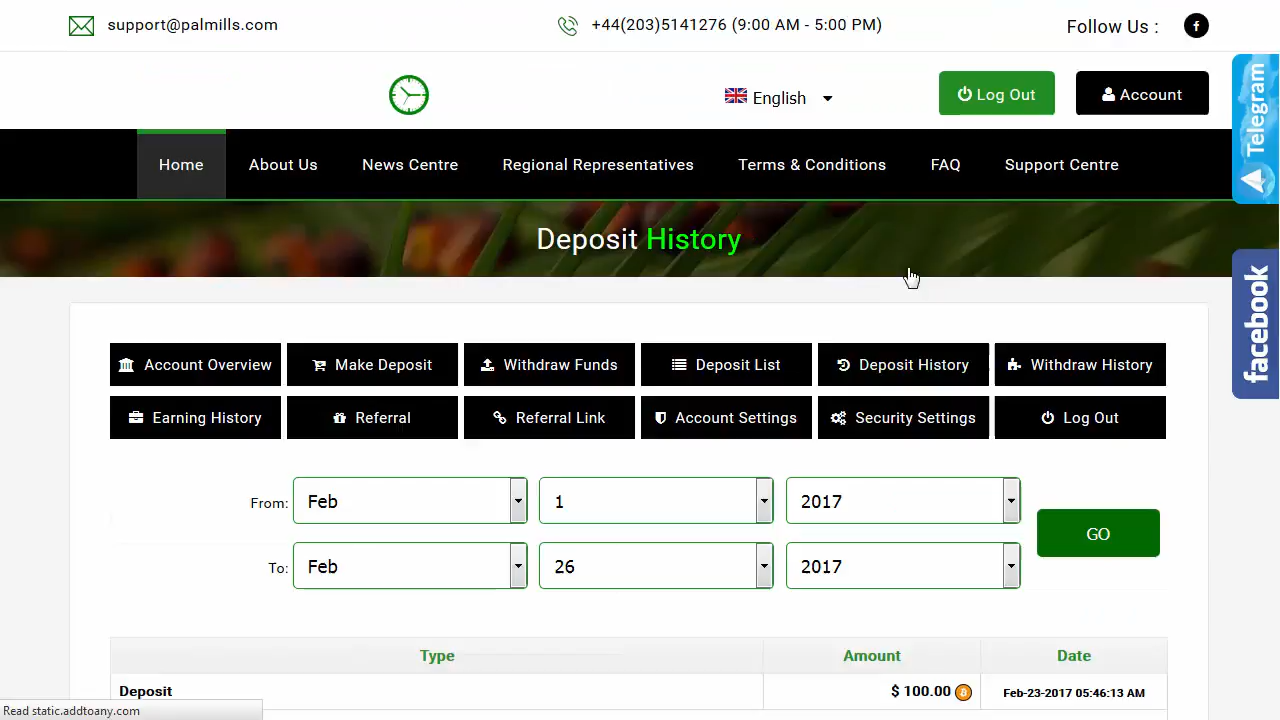 support@palmills.com
+44(203)5141276 (9:00 AM - 5:00 PM)
Follow Us :
English
Log Out
Account
Telegram
Home
About Us
News Centre
Regional Representatives
Terms & Conditions
FAQ
Support Centre
Deposit History
facebook
Account Overview
Make Deposit
Withdraw Funds
Deposit List
Deposit History
Withdraw History
Earning History
Referral
Referral Link
Account Settings
Security Settings
Log Out
From: Feb 1 2017
GO
To: Feb 26 2017
Type Amount Date
Deposit $ 100.00 Feb-23-2017 05:46:13 AM
Read static.addtoany.com